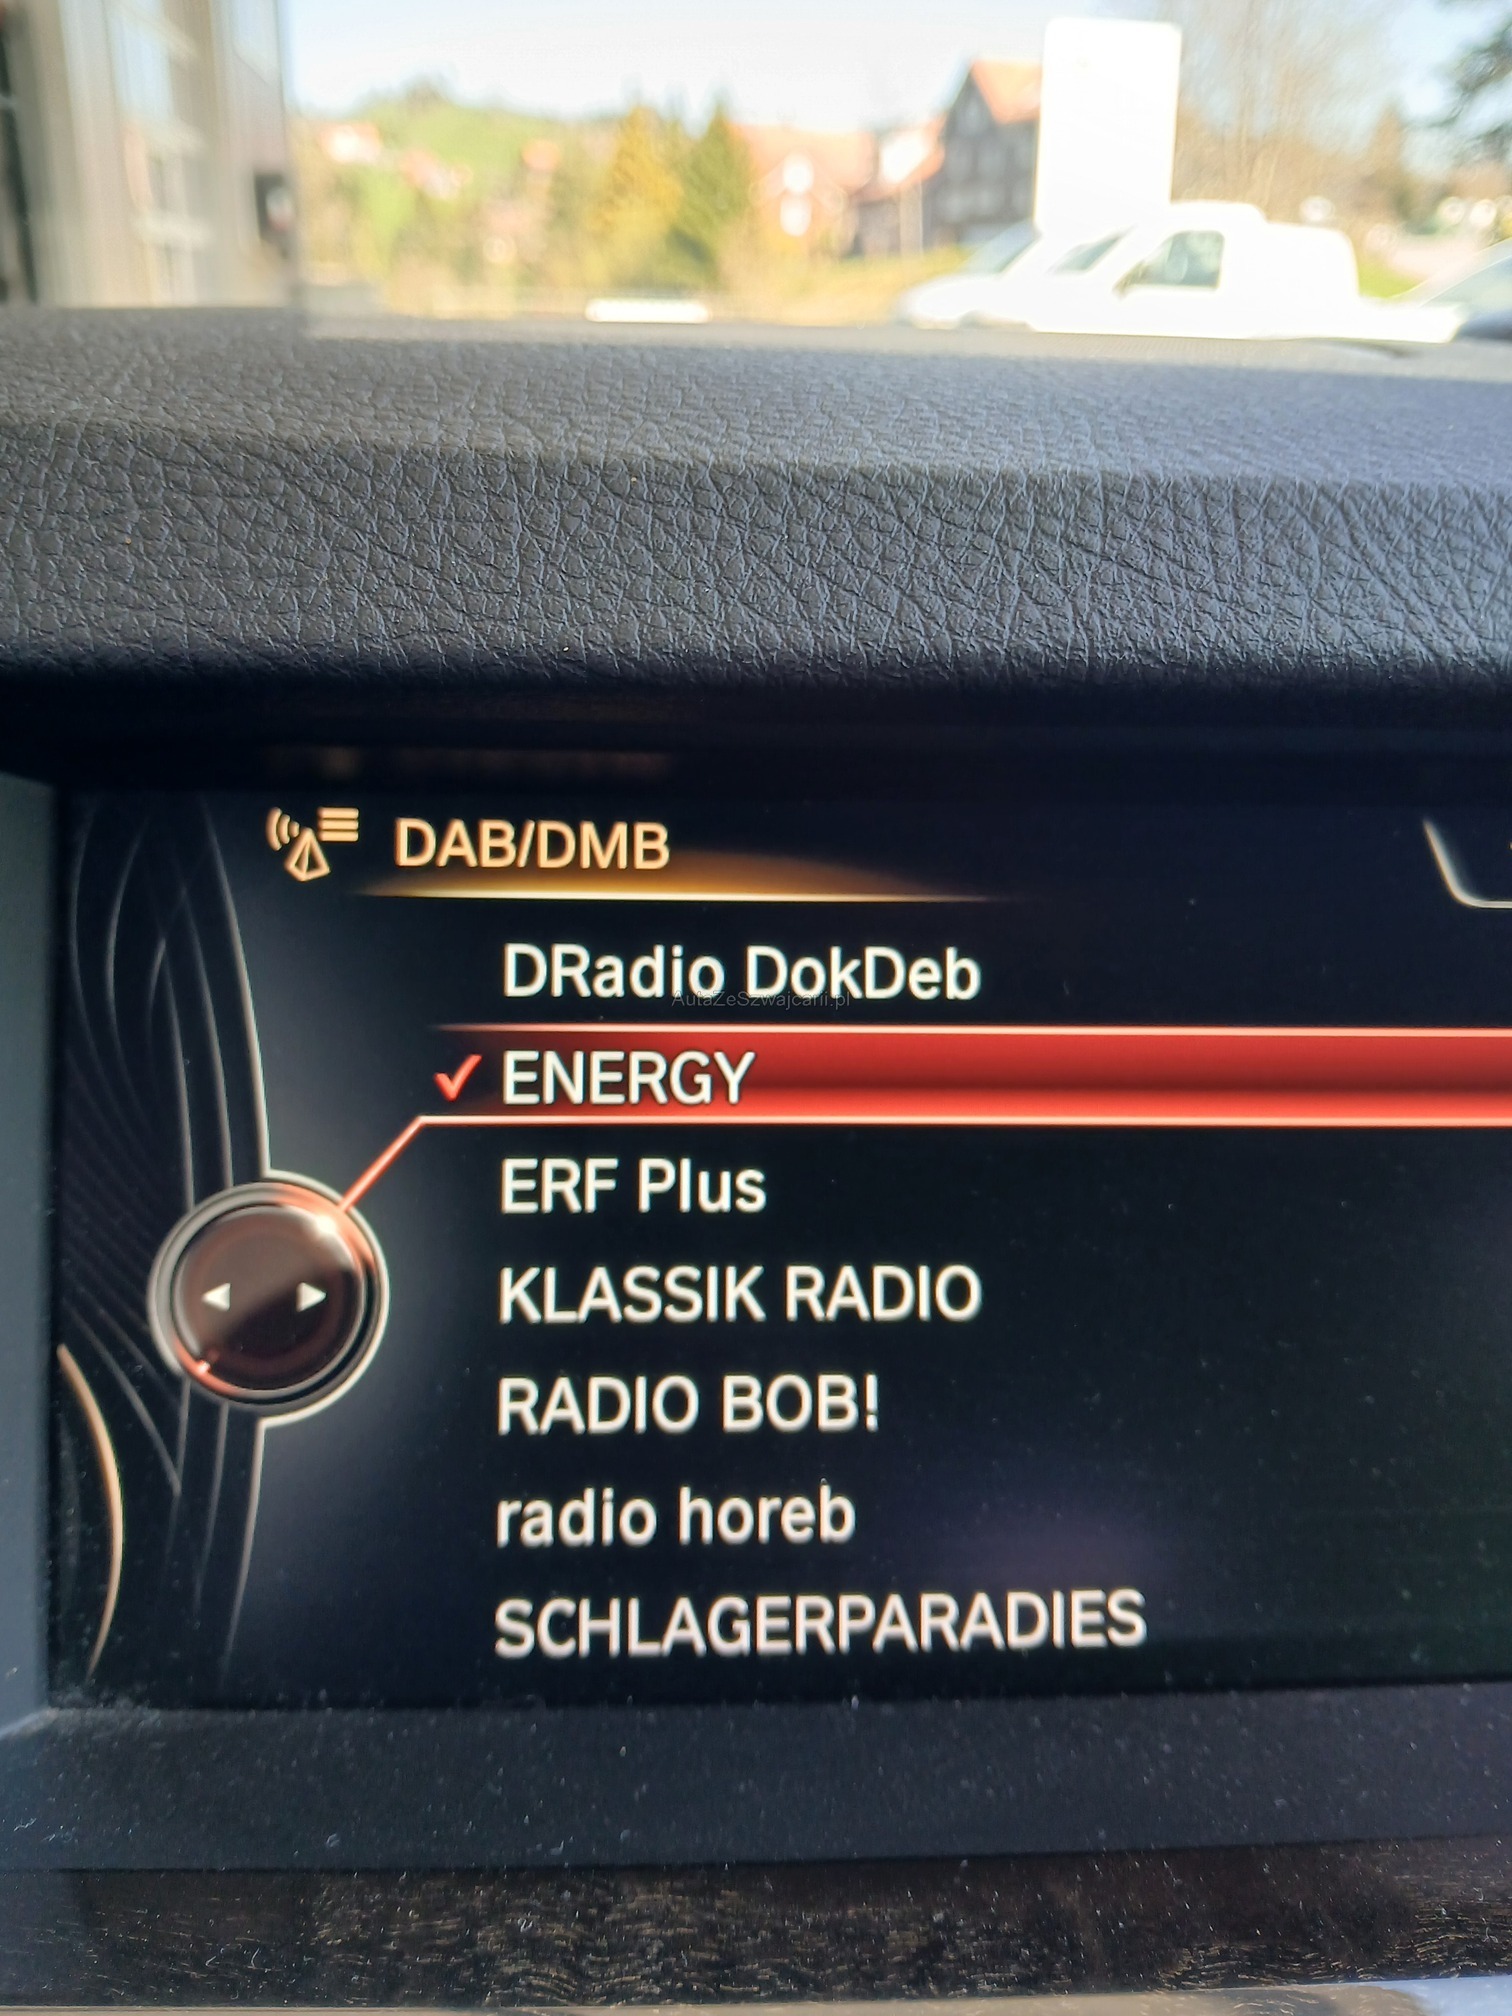 DAB/DMB
DRadio DokDeb
AutaZeSzwajcarii.pl
ENERGY
ERF Plus
KLASSIK RADIO
RADIO BOB!
radio horeb
SCHLAGERPARADIES